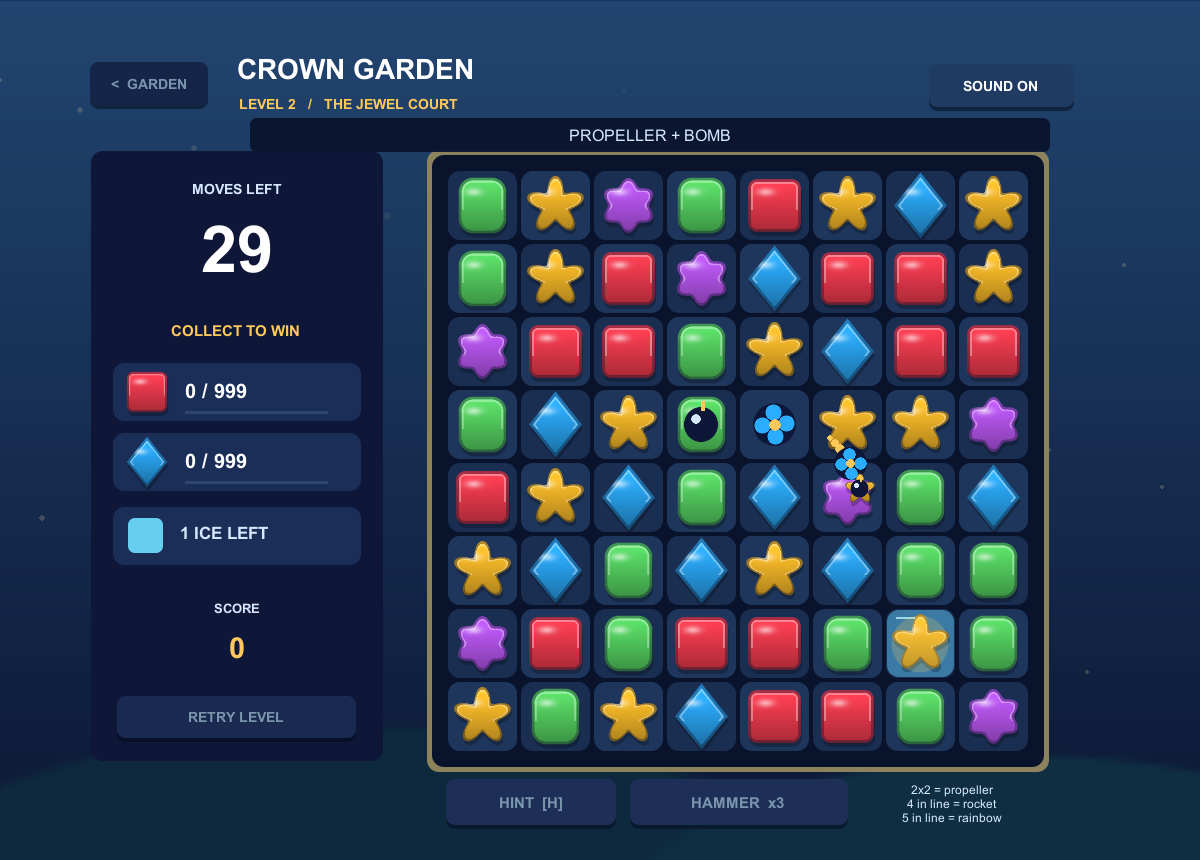 < GARDEN
CROWN GARDEN
LEVEL 2 / THE JEWEL COURT
SOUND ON
PROPELLER + BOMB
MOVES LEFT
29
COLLECT TO WIN
0 / 999
0 / 999
1 ICE LEFT
SCORE
0
RETRY LEVEL
HINT [H]
HAMMER x3
2x2 = propeller
4 in line = rocket
5 in line = rainbow